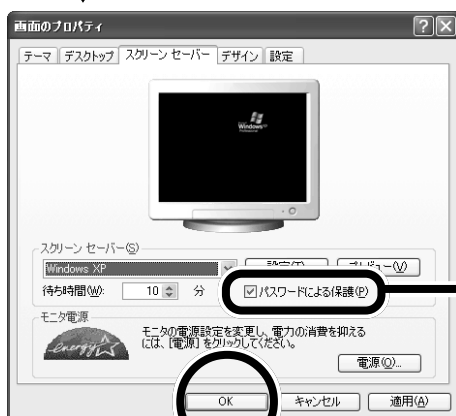 画面のプロパティ
テーマ デスクトップ スクリーン セーバー デザイン 設定
Windows
スクリーン セーバー(S)
Windows XP 設定(T) プレビュー(V)
待ち時間(W): 10 分 パスワードによる保護(P)
モニタ電源
energy
モニタの電源設定を変更し、電力の消費を抑える
には、[電源] をクリックしてください。
電源(O)...
OK キャンセル 適用(A)